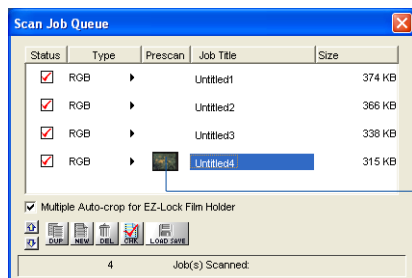 Scan Job Queue
Status Type Prescan Job Title Size
RGB Untitled1 374 KB
RGB Untitled2 366 KB
RGB Untitled3 338 KB
RGB Untitled4 315 KB
Multiple Auto-crop for EZ-Lock Film Holder
DUP NEW DEL CHK LOAD SAVE
4 Job(s) Scanned: